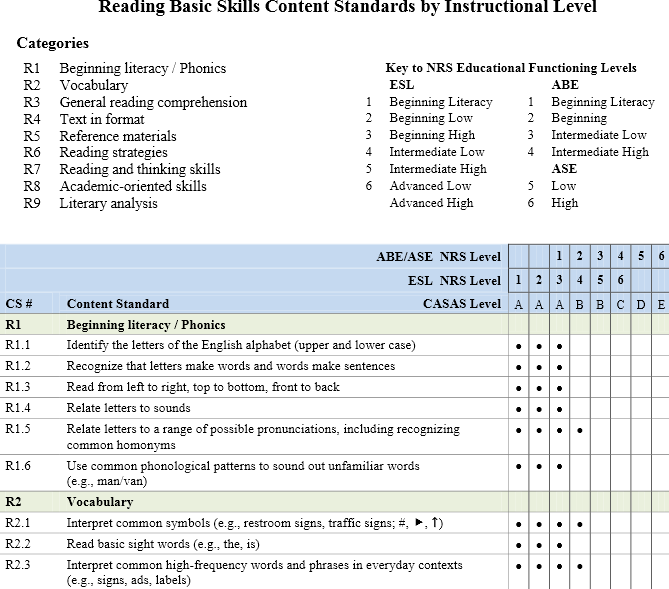 Reading Basic Skills Content Standards by Instructional Level
Categories
R1 Beginning literacy / Phonics
R2 Vocabulary
R3 General reading comprehension
R4 Text in format
R5 Reference materials
R6 Reading strategies
R7 Reading and thinking skills
R8 Academic-oriented skills
R9 Literary analysis
Key to NRS Educational Functioning Levels
ESL ABE
1 Beginning Literacy 1 Beginning Literacy
2 Beginning Low 2 Beginning
3 Beginning High 3 Intermediate Low
4 Intermediate Low 4 Intermediate High
5 Intermediate High ASE
6 Advanced Low 5 Low
Advanced High 6 High
ABE/ASE NRS Level 1 2 3 4 5 6
ESL NRS Level 1 2 3 4 5 6
CS # Content Standard CASAS Level A A A B B C D E
R1 Beginning literacy / Phonics
R1.1 Identify the letters of the English alphabet (upper and lower case) • • •
R1.2 Recognize that letters make words and words make sentences • • •
R1.3 Read from left to right, top to bottom, front to back • • •
R1.4 Relate letters to sounds • • •
R1.5 Relate letters to a range of possible pronunciations, including recognizing • • • •
common homonyms
R1.6 Use common phonological patterns to sound out unfamiliar words • • •
(e.g., man/van)
R2 Vocabulary
R2.1 Interpret common symbols (e.g., restroom signs, traffic signs; #, ►, ↑) • • • •
R2.2 Read basic sight words (e.g., the, is) • • •
R2.3 Interpret common high-frequency words and phrases in everyday contexts • • • •
(e.g., signs, ads, labels)